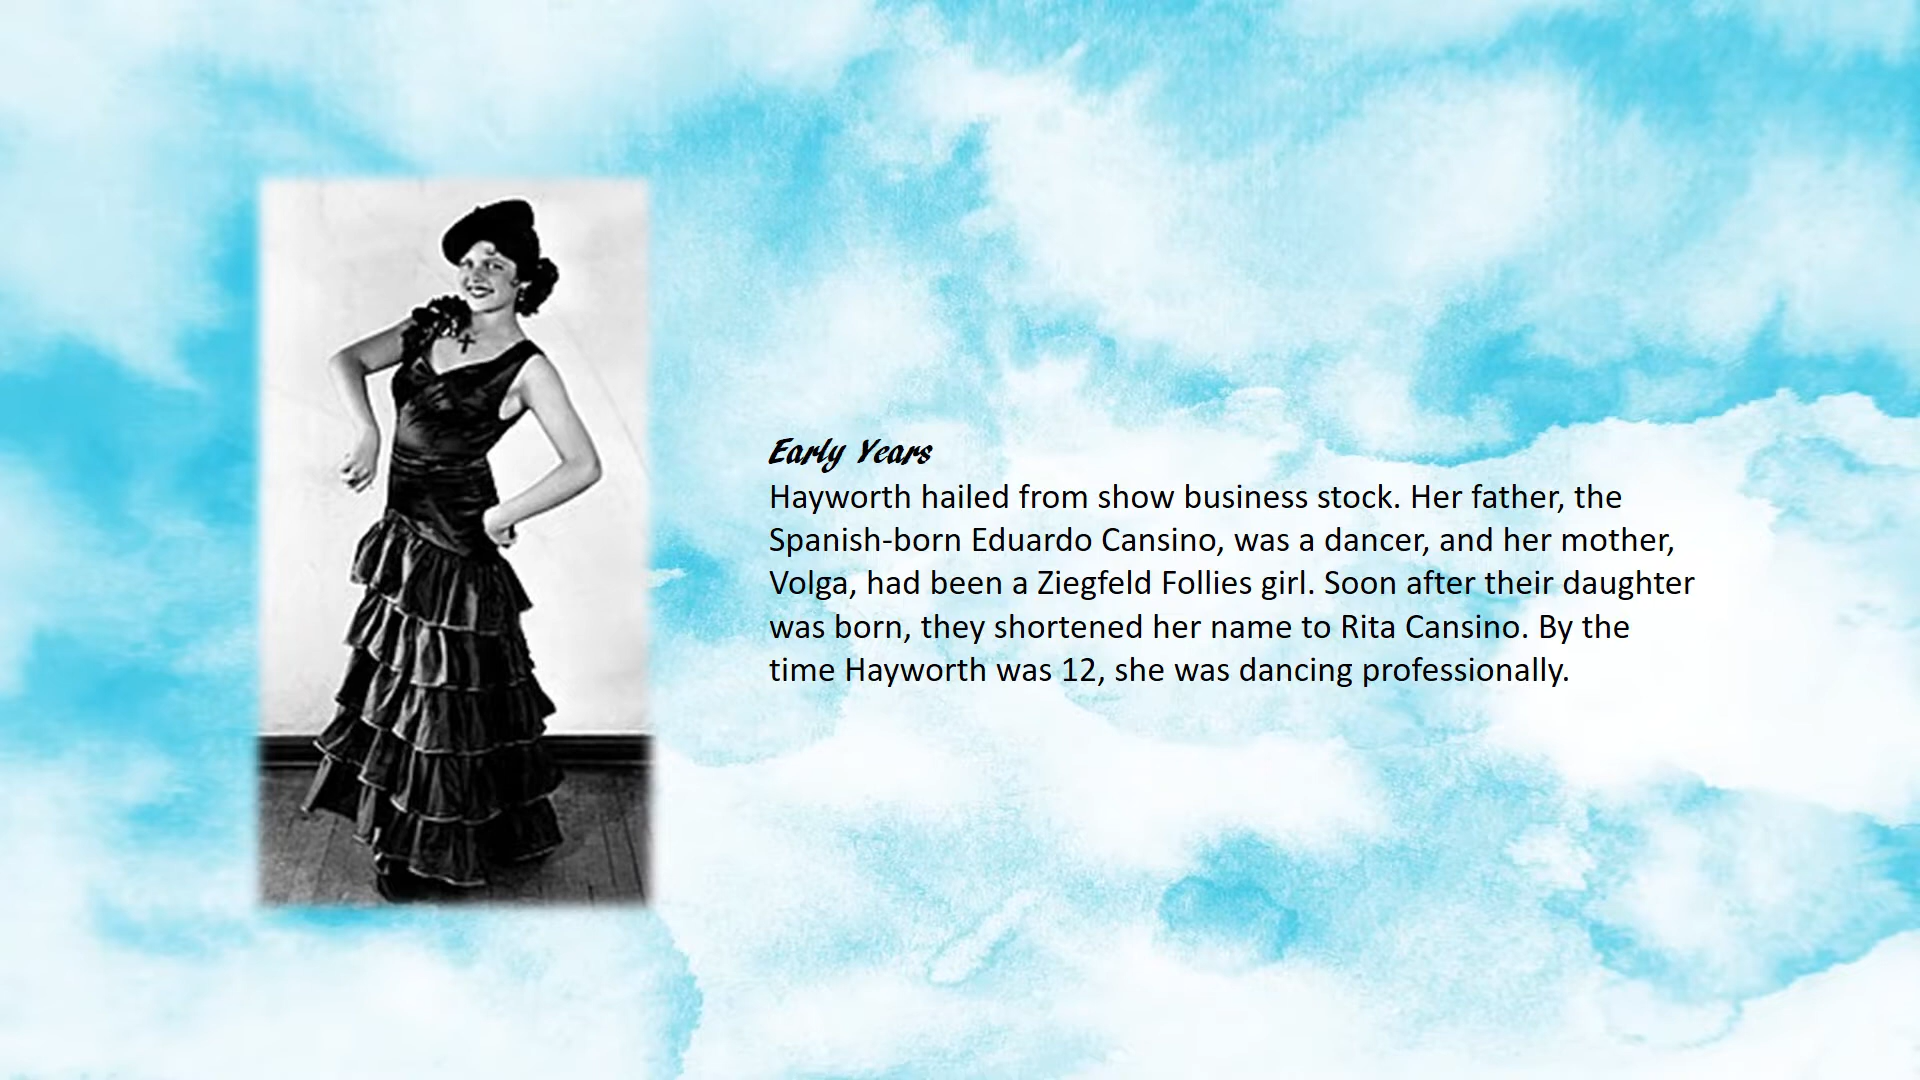 Early Years
Hayworth hailed from show business stock. Her father, the
Spanish-born Eduardo Cansino, was a dancer, and her mother,
Volga, had been a Ziegfeld Follies girl. Soon after their daughter
was born, they shortened her name to Rita Cansino. By the
time Hayworth was 12, she was dancing professionally.